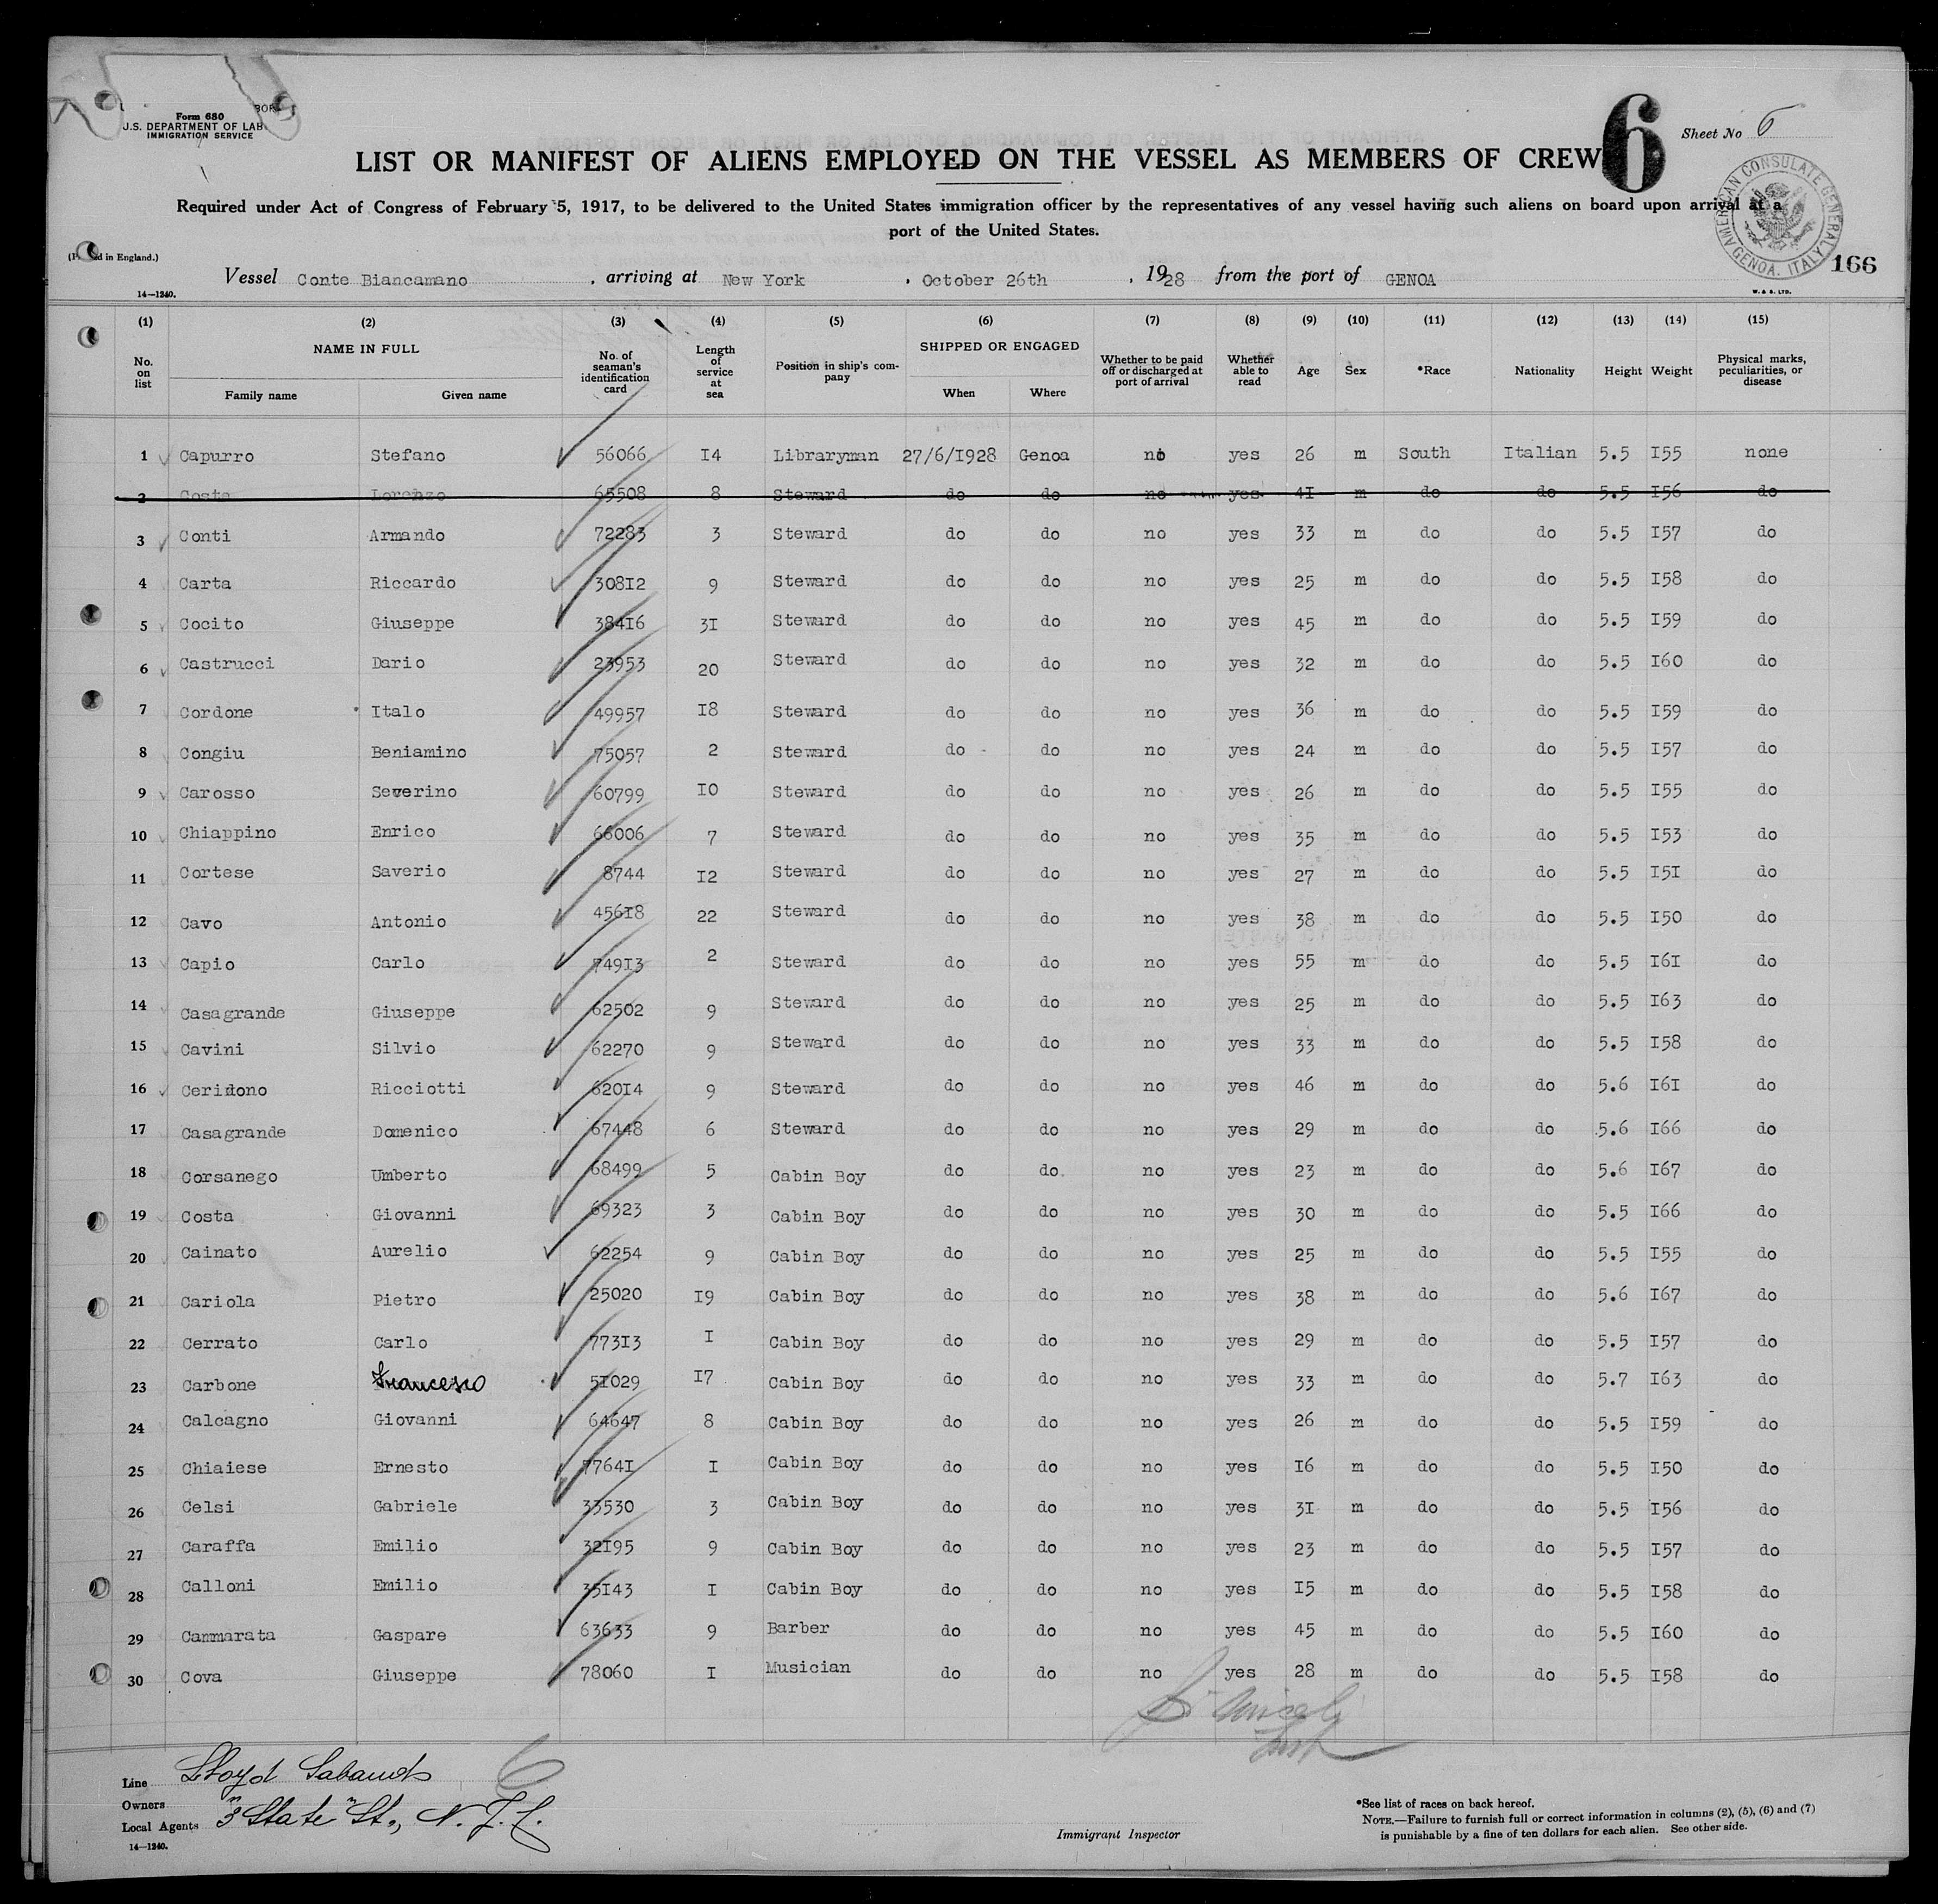 Form 680
U.S. DEPARTMENT OF LAB
IMMIGRATION SERVICE
6
Sheet No 6
LIST OR MANIFEST OF ALIENS EMPLOYED ON THE VESSEL AS MEMBERS OF CREW
Required under Act of Congress of February 5, 1917, to be delivered to the United States immigration officer by the representatives of any vessel having such aliens on board upon arrival at a
port of the United States.
AMERICAN CONSULATE GENERAL GENOA, ITALY
166
in England.)
Vessel Conte Biancamano , arriving at New York , October 26th , 1928 from the port of GENOA
14—1240.
W. & S. LTD.
(1) (2) (3) (4) (5) (6) (7) (8) (9) (10) (11) (12) (13) (14) (15)
No. on list NAME IN FULL Family name Given name No. of seaman's identification card Length of service at sea Position in ship's company SHIPPED OR ENGAGED When Where Whether to be paid off or discharged at port of arrival Whether able to read Age Sex *Race Nationality Height Weight Physical marks, peculiarities, or disease
1 Capurro Stefano 56066 I4 Libraryman 27/6/I928 Genoa no yes 26 m South Italian 5.5 I55 none
2 Costa Lorenzo 65508 8 Steward do do no yes 4I m do do 5.5 I56 do
3 Conti Armando 72283 3 Steward do do no yes 33 m do do 5.5 I57 do
4 Carta Riccardo 308I2 9 Steward do do no yes 25 m do do 5.5 I58 do
5 Cocito Giuseppe 384I6 3I Steward do do no yes 45 m do do 5.5 I59 do
6 Castrucci Dario 23953 20 Steward do do no yes 32 m do do 5.5 I60 do
7 Cordone Italo 49957 I8 Steward do do no yes 36 m do do 5.5 I59 do
8 Congiu Beniamino 75057 2 Steward do do no yes 24 m do do 5.5 I57 do
9 Carosso Severino 60799 I0 Steward do do no yes 26 m do do 5.5 I55 do
10 Chiappino Enrico 66006 7 Steward do do no yes 35 m do do 5.5 I53 do
11 Cortese Saverio 8744 I2 Steward do do no yes 27 m do do 5.5 I5I do
12 Cavo Antonio 456I8 22 Steward do do no yes 38 m do do 5.5 I50 do
13 Capio Carlo 749I3 2 Steward do do no yes 55 m do do 5.5 I6I do
14 Casagrande Giuseppe 62502 9 Steward do do no yes 25 m do do 5.5 I63 do
15 Cavini Silvio 62270 9 Steward do do no yes 33 m do do 5.5 I58 do
16 Ceridono Ricciotti 620I4 9 Steward do do no yes 46 m do do 5.6 I6I do
17 Casagrande Domenico 67448 6 Steward do do no yes 29 m do do 5.6 I66 do
18 Corsanego Umberto 68499 5 Cabin Boy do do no yes 23 m do do 5.6 I67 do
19 Costa Giovanni 69323 3 Cabin Boy do do no yes 30 m do do 5.5 I66 do
20 Cainato Aurelio 62254 9 Cabin Boy do do no yes 25 m do do 5.5 I55 do
21 Cariola Pietro 25020 I9 Cabin Boy do do no yes 38 m do do 5.6 I67 do
22 Cerrato Carlo 773I3 I Cabin Boy do do no yes 29 m do do 5.5 I57 do
23 Carbone Francesco 5I029 I7 Cabin Boy do do no yes 33 m do do 5.7 I63 do
24 Calcagno Giovanni 64647 8 Cabin Boy do do no yes 26 m do do 5.5 I59 do
25 Chiaiese Ernesto 7764I I Cabin Boy do do no yes I6 m do do 5.5 I50 do
26 Celsi Gabriele 33530 3 Cabin Boy do do no yes 3I m do do 5.5 I56 do
27 Caraffa Emilio 32I95 9 Cabin Boy do do no yes 23 m do do 5.5 I57 do
28 Calloni Emilio 35I43 I Cabin Boy do do no yes I5 m do do 5.5 I58 do
29 Cammarata Gaspare 63633 9 Barber do do no yes 45 m do do 5.5 I60 do
30 Cova Giuseppe 78060 I Musician do do no yes 28 m do do 5.5 I58 do
Line Lloyd Sabaudo 6
Owners " "
Local Agents 3 State St., N.Y.C.
14—1240.
Immigrant Inspector
*See list of races on back hereof.
NOTE.—Failure to furnish full or correct information in columns (2), (5), (6) and (7)
is punishable by a fine of ten dollars for each alien. See other side.